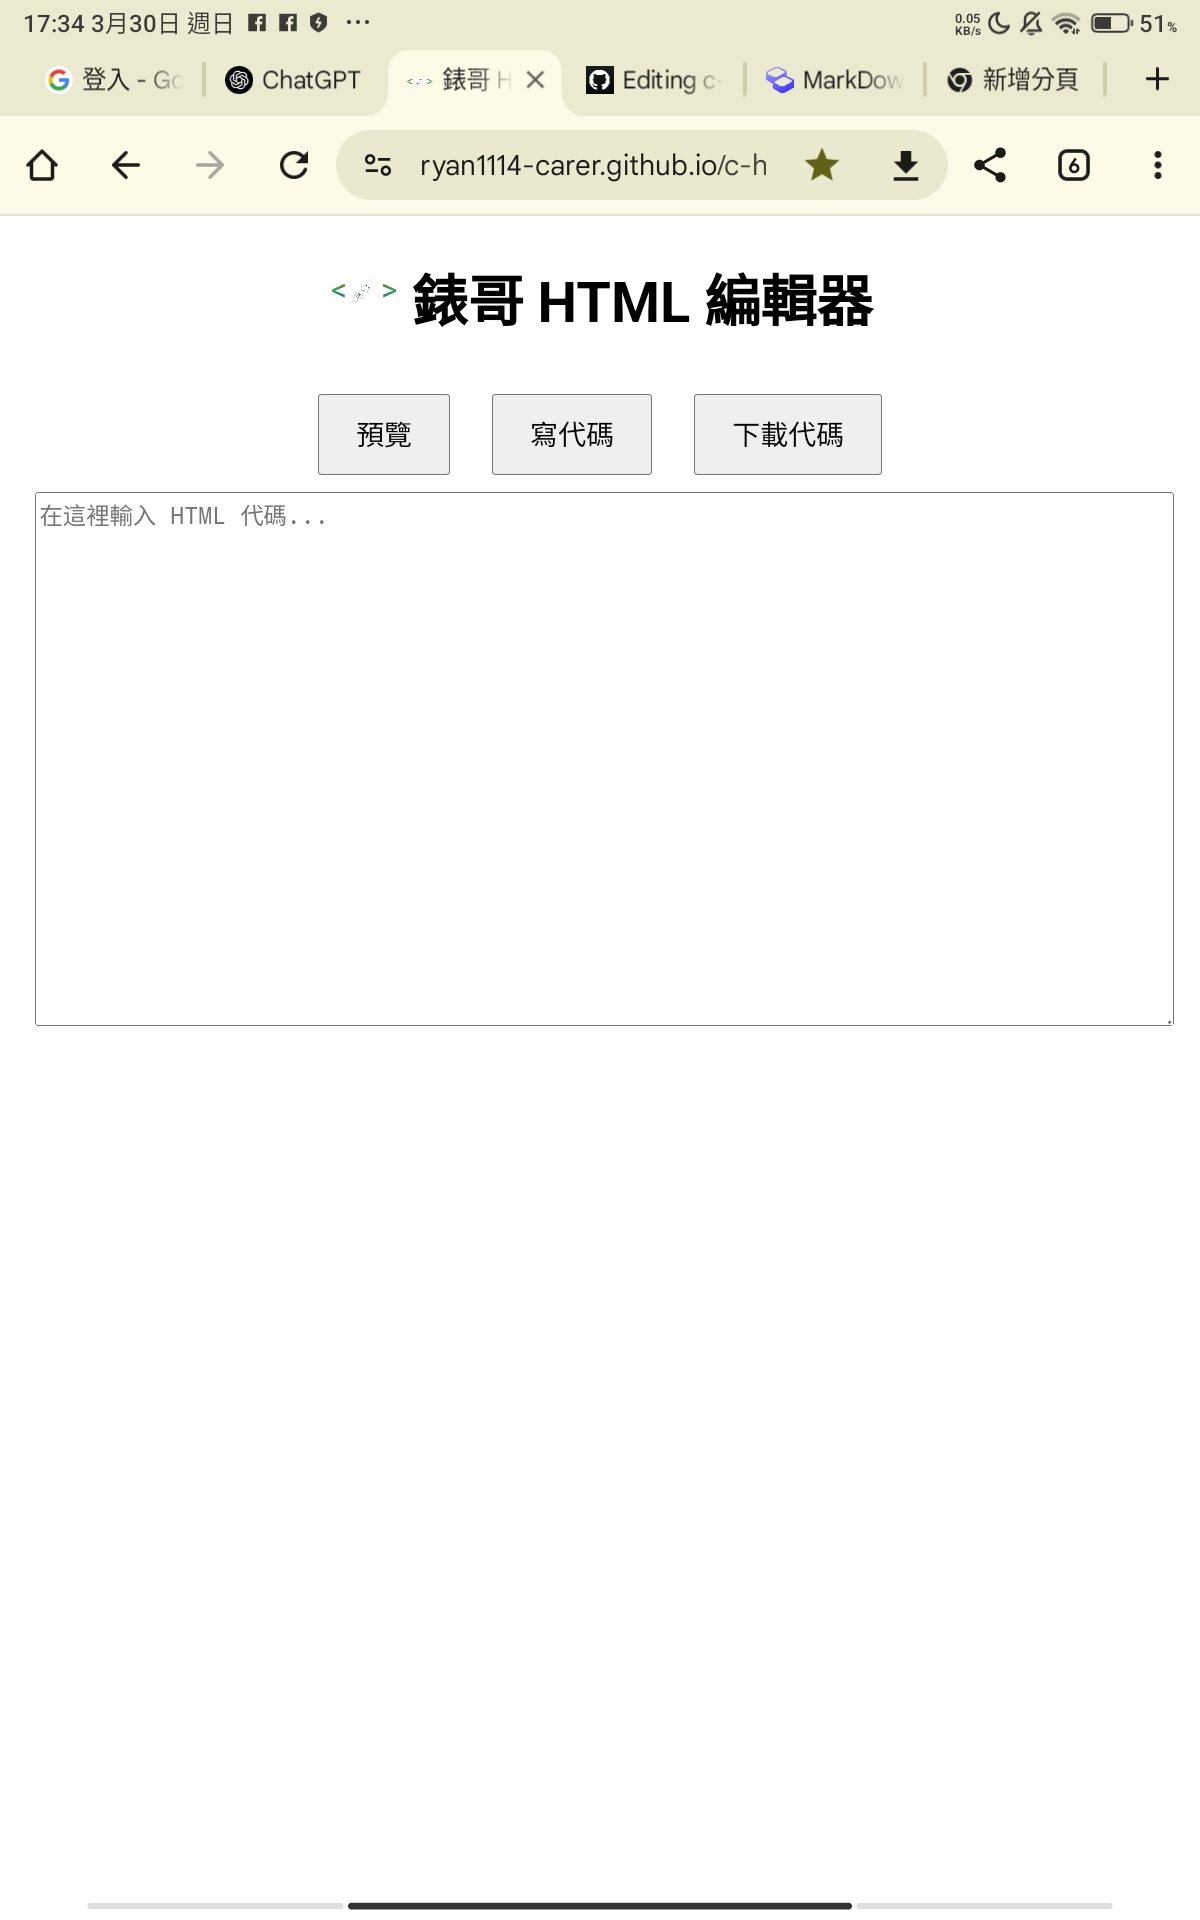 17:34 3月30日 週日 ... 0.05 KB/s 51%
登入 - Go ChatGPT 錶哥 H Editing c- MarkDow 新增分頁
ryan1114-carer.github.io/c-h 6
< > 錶哥 HTML 編輯器
預覽 寫代碼 下載代碼
在這裡輸入 HTML 代碼...